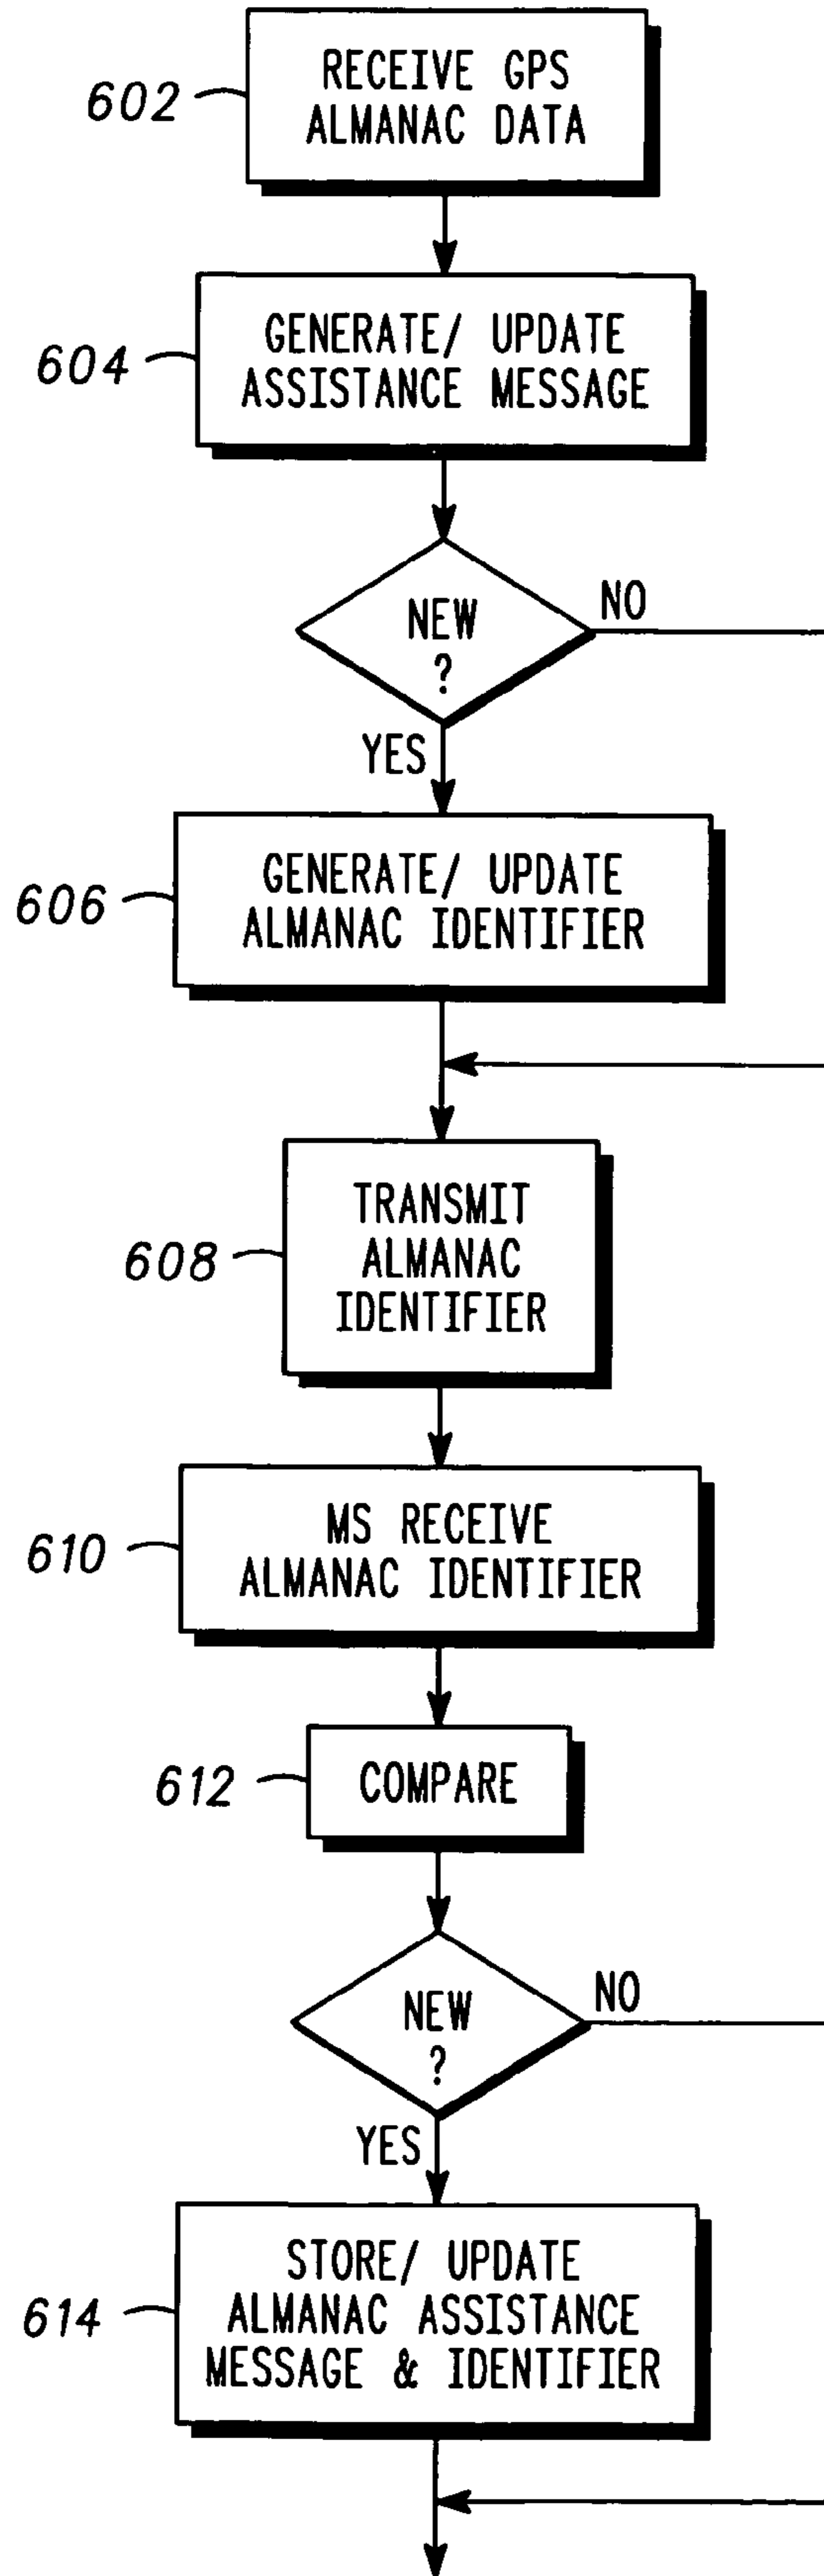 602
RECEIVE GPS
ALMANAC DATA
604
GENERATE/ UPDATE
ASSISTANCE MESSAGE
NEW
?
NO
YES
606
GENERATE/ UPDATE
ALMANAC IDENTIFIER
608
TRANSMIT
ALMANAC
IDENTIFIER
610
MS RECEIVE
ALMANAC IDENTIFIER
612
COMPARE
NEW
?
NO
YES
614
STORE/ UPDATE
ALMANAC ASSISTANCE
MESSAGE & IDENTIFIER